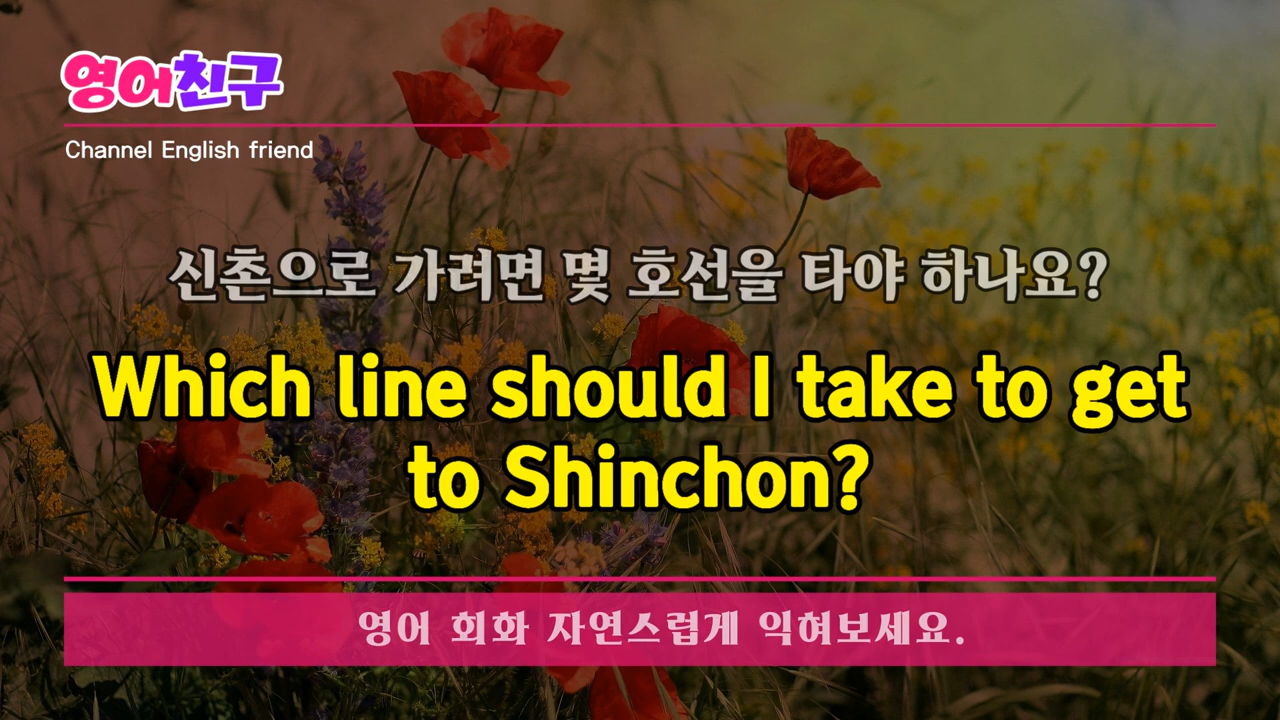 영어친구
Channel English friend
신촌으로 가려면 몇 호선을 타야 하나요?
Which line should I take to get
to Shinchon?
영어 회화 자연스럽게 익혀보세요.